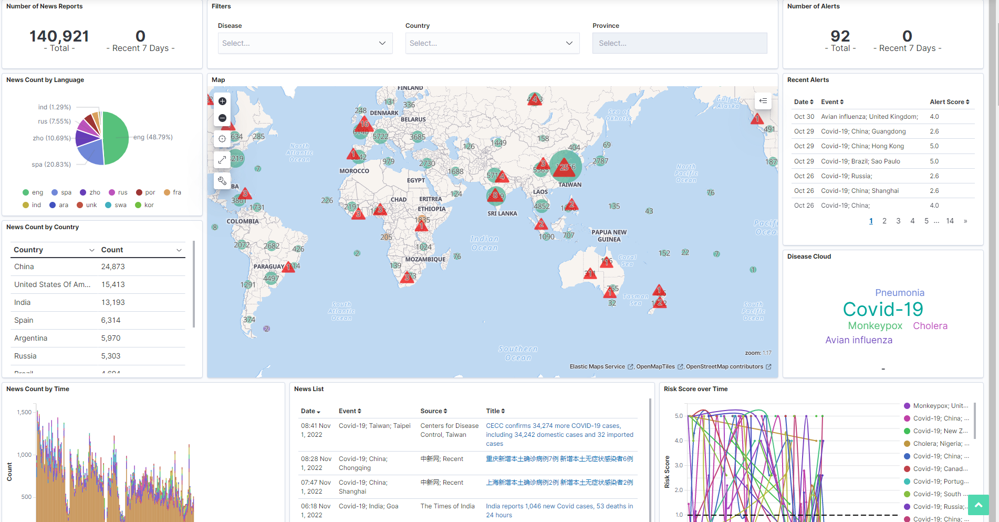 Number of News Reports
140,921
- Total -
0
- Recent 7 Days -
Filters
Disease
Select...
Country
Select...
Province
Select...
Number of Alerts
92
- Total -
0
- Recent 7 Days -
News Count by Language
ind (1.29%)
rus (7.55%)
zho (10.69%)
spa (20.83%)
eng (48.79%)
eng spa zho rus por fra
ind ara unk swa kor
News Count by Country
Country Count
China 24,873
United States Of Am... 15,413
India 13,193
Spain 6,314
Argentina 5,970
Russia 5,303
Map
FINLAND
131
336
248
DENMARK
BELARUS
16
5722
3685
634
285
North
Atlantic
Ocean
7
1
979
2730
MOROCCO
EGYPT
1688
126
1449
158
404
69
2787
Sea of
Okhotsk
Gulf of
Alaska
1
491
187
North
Pacific
Ocean
3
4
TAIWAN
8
LAOS
SRI LANKA
4852
2
124
CHAD
ERITREA
ETHIOPIA
226
2191
3
3
1835
1
205
3
1731
COLOMBIA
8
2072
2682
426
PARAGUAY
1
4497
1291
374
2
2
1024
MOZAMBIQUE
76
139
3
Indian
Ocean
2
1090
707
PAPUA NEW
GUINEA
135
43
76
152
22
7
1
Coral
Sea
1
32
Tasman
Sea
1
2
South
Atlantic
Ocean
South
Pacific
Ocean
Southern
Ocean
zoom: 1.17
Elastic Maps Service , OpenMapTiles , OpenStreetMap contributors
Recent Alerts
Date Event Alert Score
Oct 30 Avian influenza; United Kingdom; 4.0
Oct 29 Covid-19; China; Guangdong 2.6
Oct 29 Covid-19; China; Hong Kong 5.0
Oct 29 Covid-19; Brazil; Sao Paulo 5.0
Oct 26 Covid-19; Russia; 2.6
Oct 26 Covid-19; China; Shanghai 2.6
Oct 26 Covid-19; China; 4.0
1 2 3 4 5 ... 14 »
Disease Cloud
Pneumonia
Covid-19
Monkeypox Cholera
Avian influenza
-
News Count by Time
1,500
1,000
500
Count
News List
Date Event Source Title
08:41 Nov 1, 2022 Covid-19; Taiwan; Taipei Centers for Disease Control, Taiwan CECC confirms 34,274 more COVID-19 cases, including 34,242 domestic cases and 32 imported cases
08:28 Nov 1, 2022 Covid-19; China; Chongqing 中新网; Recent 重庆新增本土确诊病例7例 新增本土无症状感染者6例
07:47 Nov 1, 2022 Covid-19; China; Shanghai 中新网; Recent 上海新增本土确诊病例2例 新增本土无症状感染者2例
06:18 Nov 1, 2022 Covid-19; India; Goa The Times of India India reports 1,046 new Covid cases, 53 deaths in 24 hours
Risk Score over Time
5.0
4.0
3.0
2.0
1.0
Risk Score
Monkeypox; Unit...
Covid-19; China; ...
Covid-19; New Z...
Cholera; Nigeria; ...
Covid-19; China; ...
Covid-19; Canad...
Covid-19; Portug...
Covid-19; South ...
Covid-19; Russia;...
Covid-19; China; ...